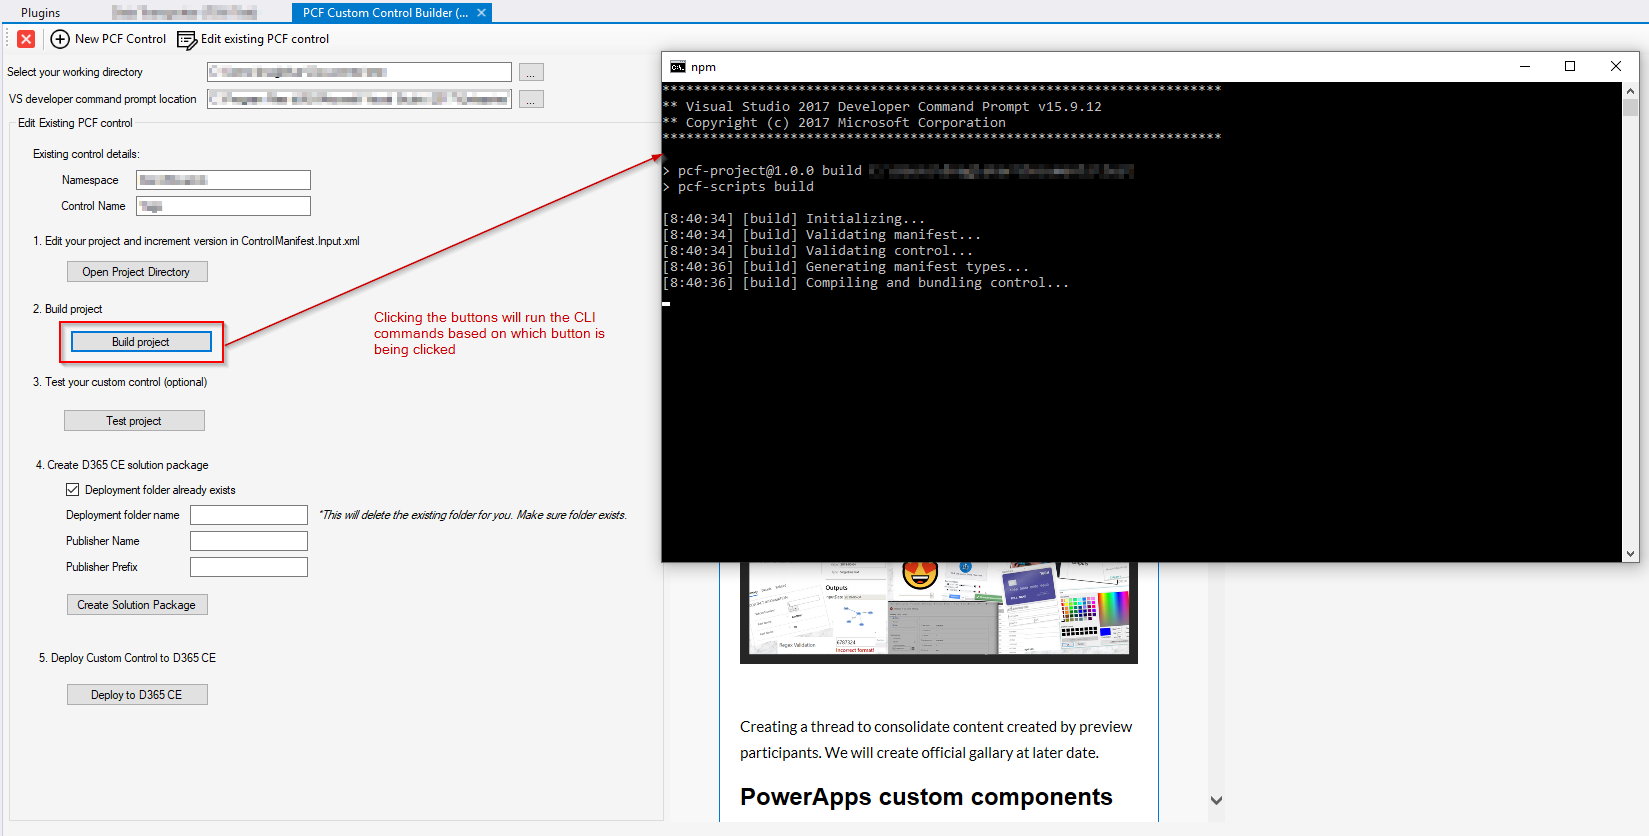 Plugins
PCF Custom Control Builder (...
New PCF Control
Edit existing PCF control
Select your working directory
...
VS developer command prompt location
...
Edit Existing PCF control
Existing control details:
Namespace
Control Name
1. Edit your project and increment version in ControlManifest.Input.xml
Open Project Directory
2. Build project
Build project
Clicking the buttons will run the CLI
commands based on which button is
being clicked
3. Test your custom control (optional)
Test project
4. Create D365 CE solution package
Deployment folder already exists
Deployment folder name
*This will delete the existing folder for you. Make sure folder exists.
Publisher Name
Publisher Prefix
Create Solution Package
5. Deploy Custom Control to D365 CE
Deploy to D365 CE
npm
**********************************************************************
** Visual Studio 2017 Developer Command Prompt v15.9.12
** Copyright (c) 2017 Microsoft Corporation
**********************************************************************
> pcf-project@1.0.0 build
> pcf-scripts build
[8:40:34] [build] Initializing...
[8:40:34] [build] Validating manifest...
[8:40:34] [build] Validating control...
[8:40:36] [build] Generating manifest types...
[8:40:36] [build] Compiling and bundling control...
Outputs
6787324
Regex Validation
Incorrect format!
Creating a thread to consolidate content created by preview
participants. We will create official gallary at later date.
PowerApps custom components